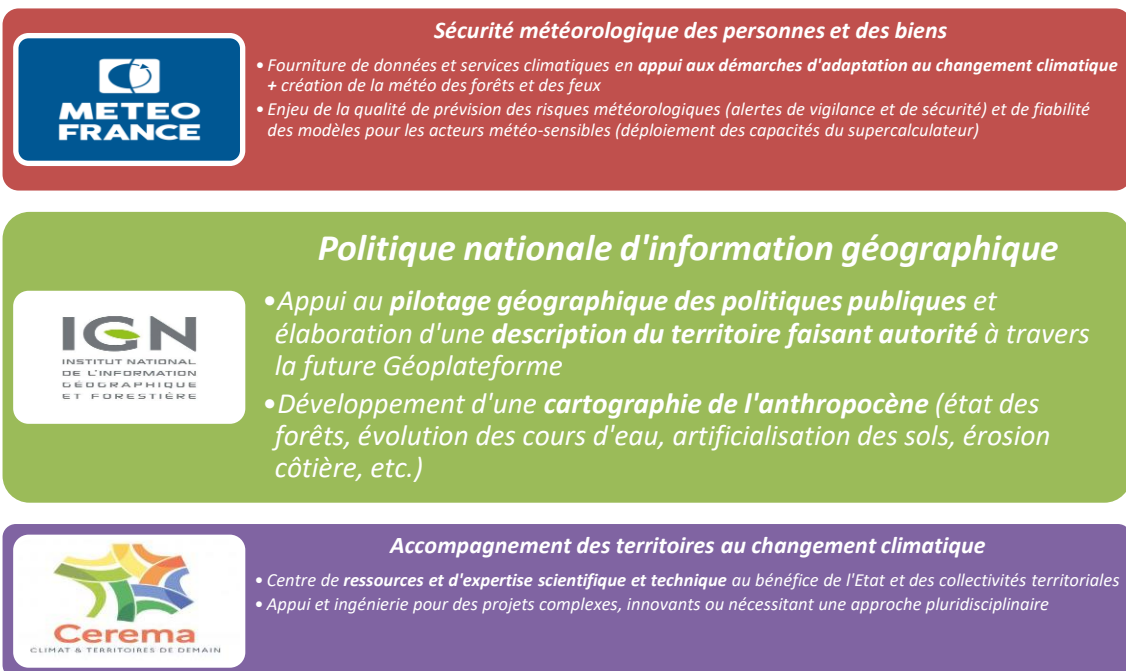 METEO
FRANCE
Sécurité météorologique des personnes et des biens
• Fourniture de données et services climatiques en appui aux démarches d'adaptation au changement climatique
+ création de la météo des forêts et des feux
• Enjeu de la qualité de prévision des risques météorologiques (alertes de vigilance et de sécurité) et de fiabilité
des modèles pour les acteurs météo-sensibles (déploiement des capacités du supercalculateur)
IGN
INSTITUT NATIONAL
DE L'INFORMATION
GÉOGRAPHIQUE
ET FORESTIÈRE
Politique nationale d'information géographique
•Appui au pilotage géographique des politiques publiques et
élaboration d'une description du territoire faisant autorité à travers
la future Géoplateforme
•Développement d'une cartographie de l'anthropocène (état des
forêts, évolution des cours d'eau, artificialisation des sols, érosion
côtière, etc.)
Cerema
CLIMAT & TERRITOIRES DE DEMAIN
Accompagnement des territoires au changement climatique
• Centre de ressources et d'expertise scientifique et technique au bénéfice de l'Etat et des collectivités territoriales
• Appui et ingénierie pour des projets complexes, innovants ou nécessitant une approche pluridisciplinaire